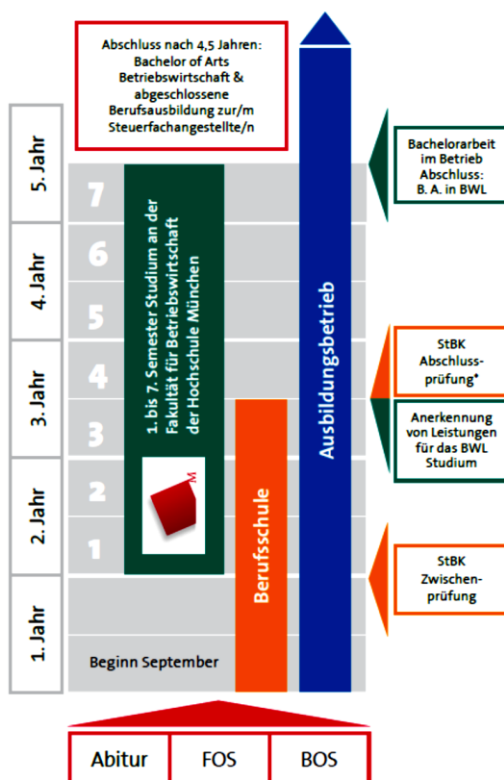 Abschluss nach 4,5 Jahren:
Bachelor of Arts
Betriebswirtschaft &
abgeschlossene
Berufsausbildung zur/m
Steuerfachangestellte/n
5. Jahr
4. Jahr
3. Jahr
2. Jahr
1. Jahr
7
6
5
4
3
2
1
Beginn September
1. bis 7. Semester Studium an der
Fakultät für Betriebswirtschaft
der Hochschule München
M
Berufsschule
Ausbildungsbetrieb
Bachelorarbeit
im Betrieb
Abschluss:
B. A. in BWL
StBK
Abschluss-
prüfung*
Anerkennung
von Leistungen
für das BWL
Studium
StBK
Zwischen-
prüfung
Abitur
FOS
BOS